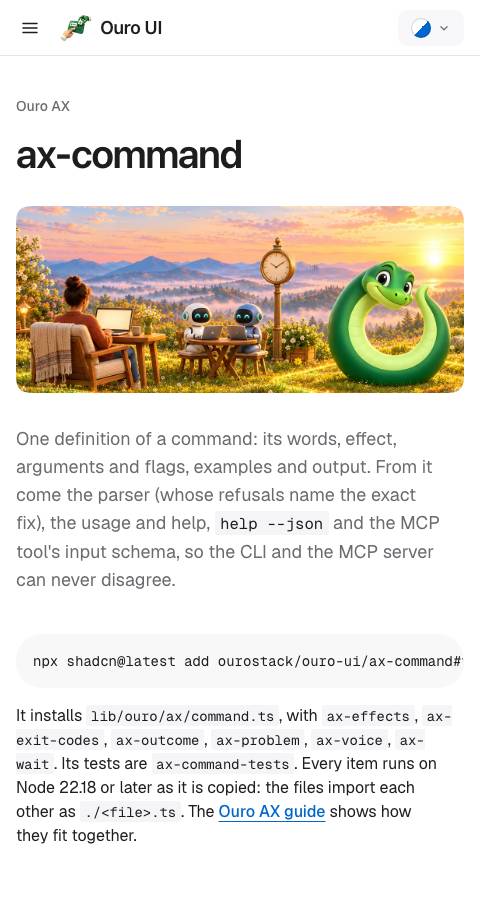 Ouro UI
Ouro AX
ax-command
One definition of a command: its words, effect,
arguments and flags, examples and output. From it
come the parser (whose refusals name the exact
fix), the usage and help, help --json and the MCP
tool's input schema, so the CLI and the MCP server
can never disagree.
npx shadcn@latest add ourostack/ouro-ui/ax-command#
It installs lib/ouro/ax/command.ts, with ax-effects, ax-
exit-codes, ax-outcome, ax-problem, ax-voice, ax-
wait. Its tests are ax-command-tests. Every item runs on
Node 22.18 or later as it is copied: the files import each
other as ./<file>.ts. The Ouro AX guide shows how
they fit together.